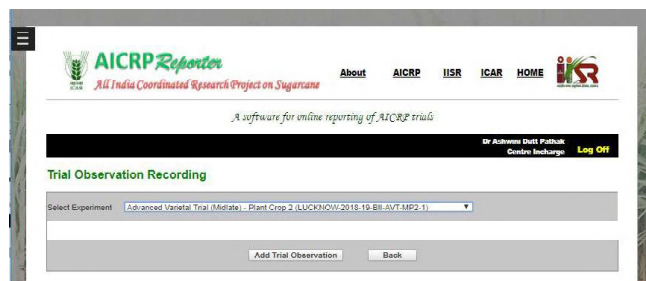 AICRP Reporter
All India Coordinated Research Project on Sugarcane
About AICRP IISR ICAR HOME
A software for online reporting of AICRP trials
Dr Ashwini Dutt Pathak
Centre Incharge Log Off
Trial Observation Recording
Select Experiment Advanced Varietal Trial (Midlate) - Plant Crop 2 (LUCKNOW-2018-19-BII-AVT-MP2-1)
Add Trial Observation Back